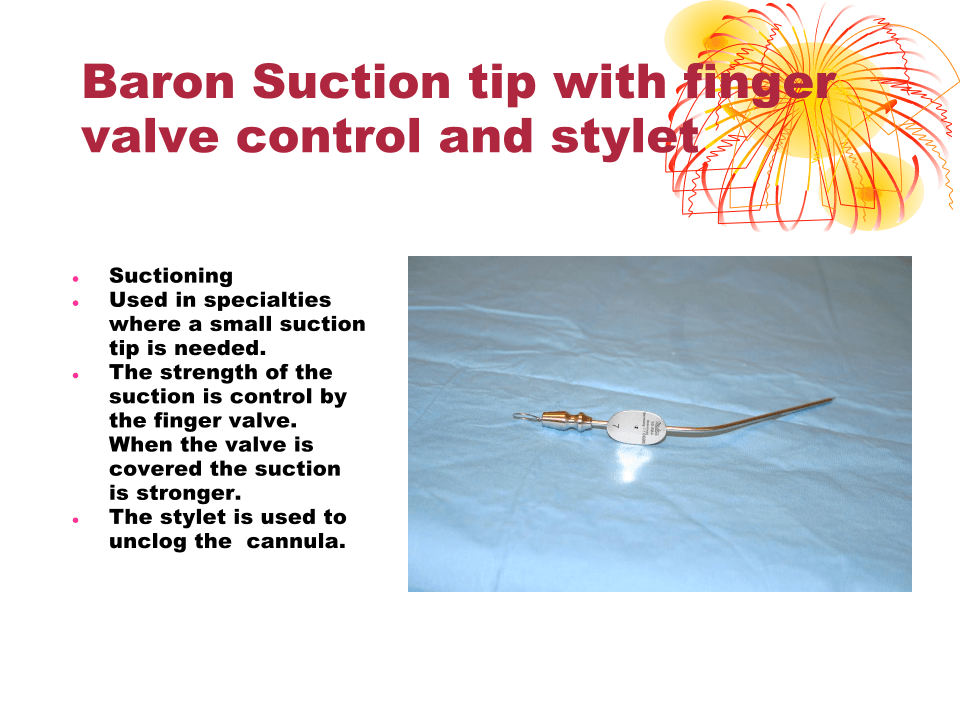 Baron Suction tip with finger
valve control and stylet
Suctioning
Used in specialties
where a small suction
tip is needed.
The strength of the
suction is control by
the finger valve.
When the valve is
covered the suction
is stronger.
The stylet is used to
unclog the cannula.
7